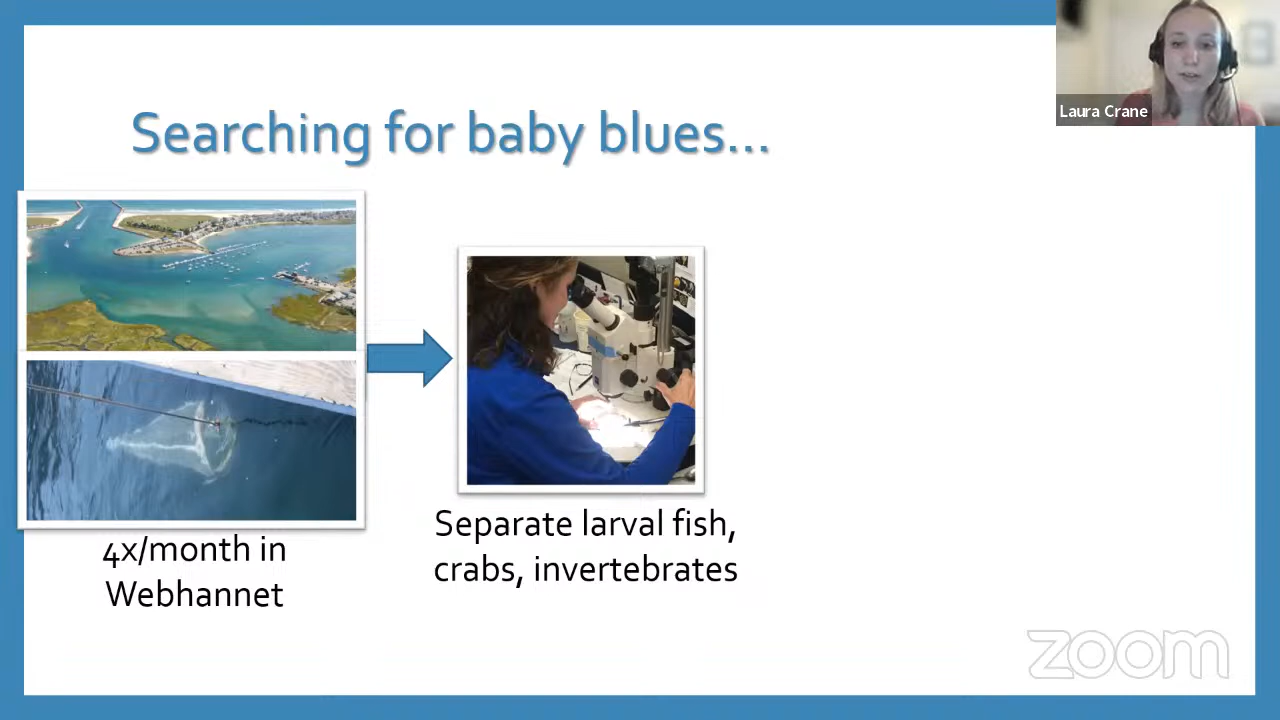 Laura Crane
Searching for baby blues...
4x/month in
Webhannet
Separate larval fish,
crabs, invertebrates
zoom